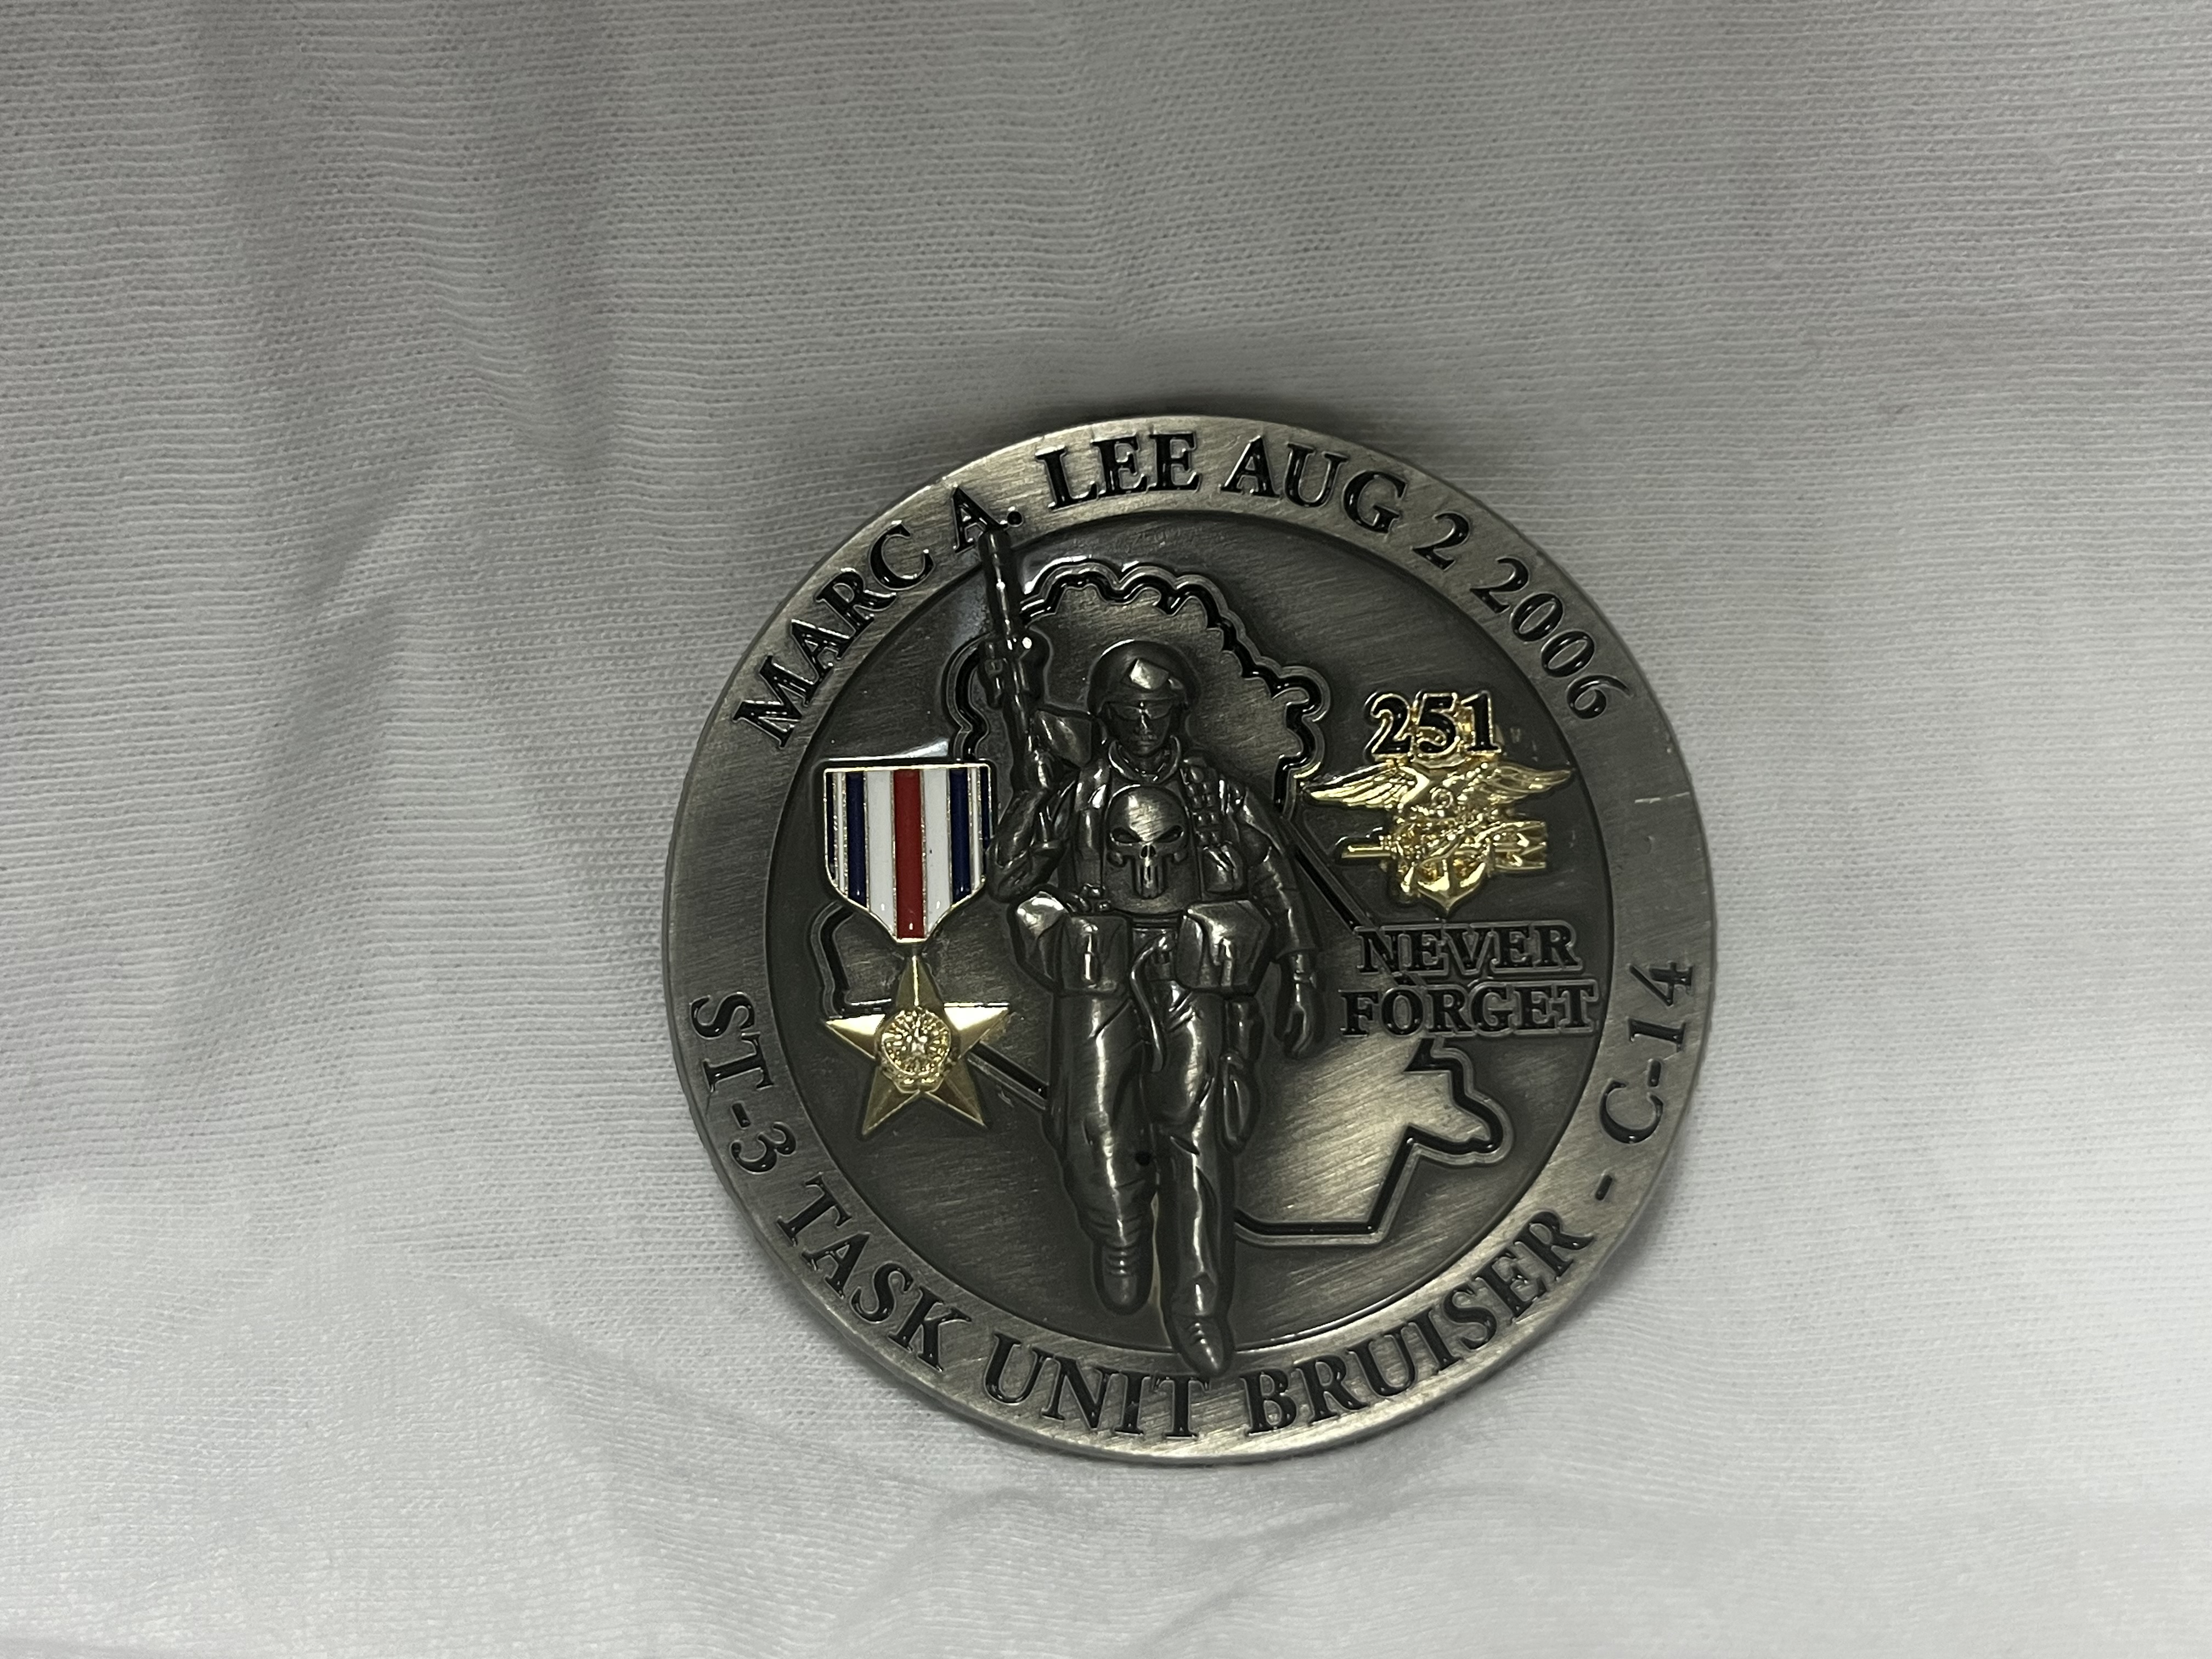 MARC A. LEE AUG 2 2006
251
NEVER
FORGET
ST-3 TASK UNIT BRUISER - C-14